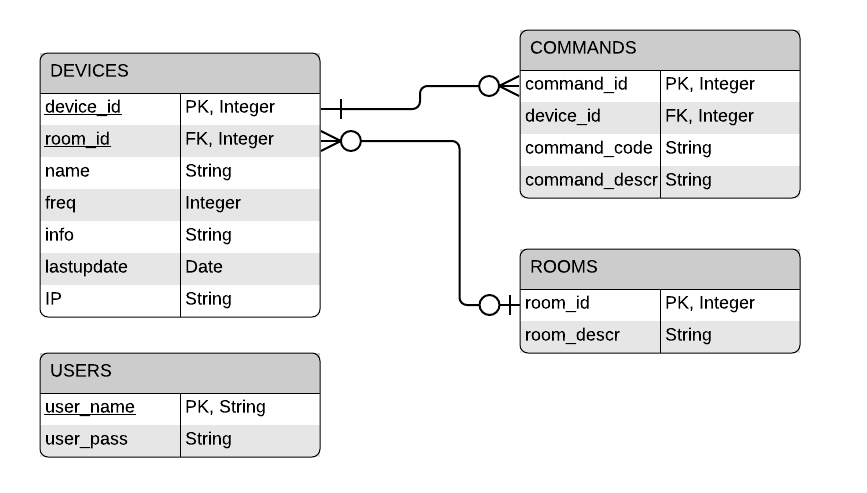 DEVICES
device_id PK, Integer
room_id FK, Integer
name String
freq Integer
info String
lastupdate Date
IP String
COMMANDS
command_id PK, Integer
device_id FK, Integer
command_code String
command_descr String
ROOMS
room_id PK, Integer
room_descr String
USERS
user_name PK, String
user_pass String